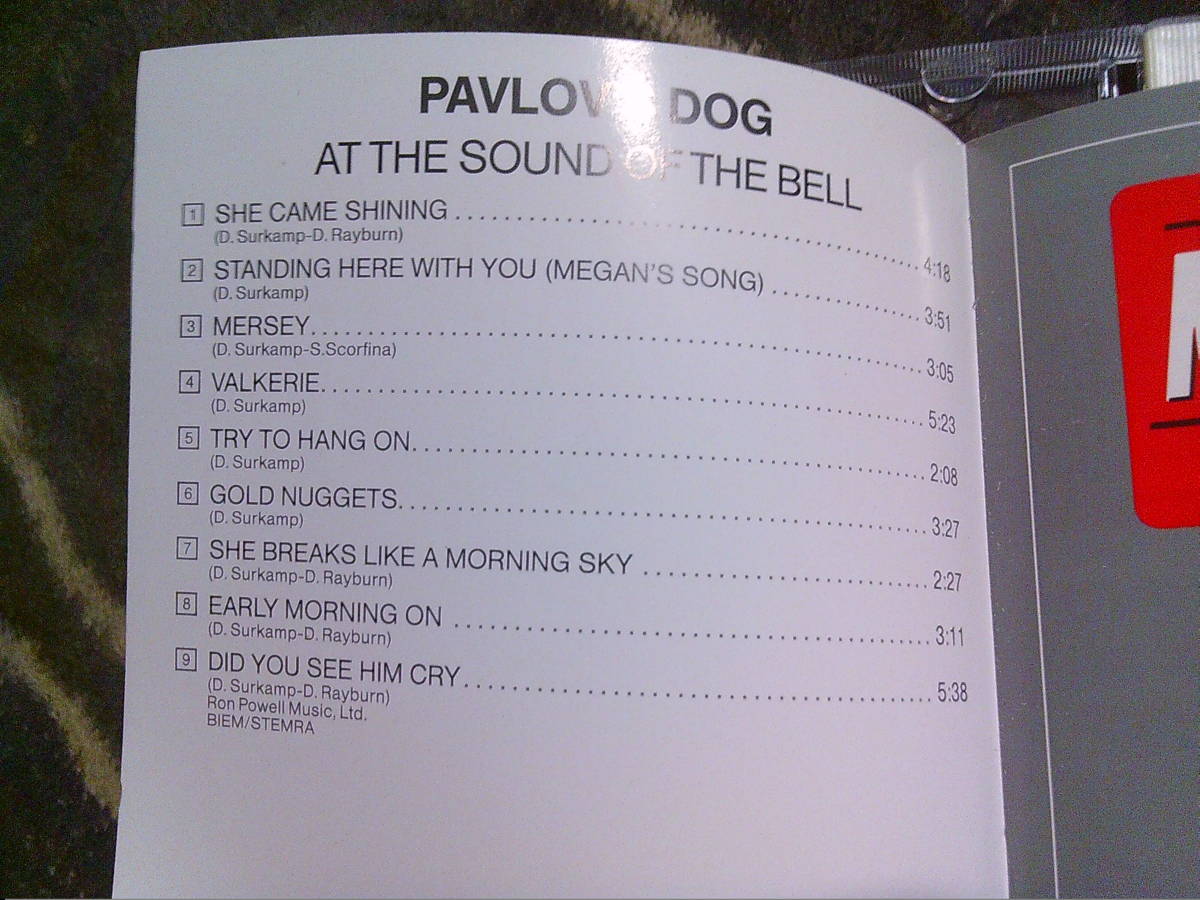 PAVLOV'S DOG
AT THE SOUND OF THE BELL
1 SHE CAME SHINING 4:18
(D. Surkamp-D. Rayburn)
2 STANDING HERE WITH YOU (MEGAN'S SONG) 3:51
(D. Surkamp)
3 MERSEY 3:05
(D. Surkamp-S.Scorfina)
4 VALKERIE 5:23
(D. Surkamp)
5 TRY TO HANG ON 2:08
(D. Surkamp)
6 GOLD NUGGETS 3:27
(D. Surkamp)
7 SHE BREAKS LIKE A MORNING SKY 2:27
(D. Surkamp-D. Rayburn)
8 EARLY MORNING ON 3:11
(D. Surkamp-D. Rayburn)
9 DID YOU SEE HIM CRY 5:38
(D. Surkamp-D. Rayburn)
Ron Powell Music, Ltd.
BIEM/STEMRA